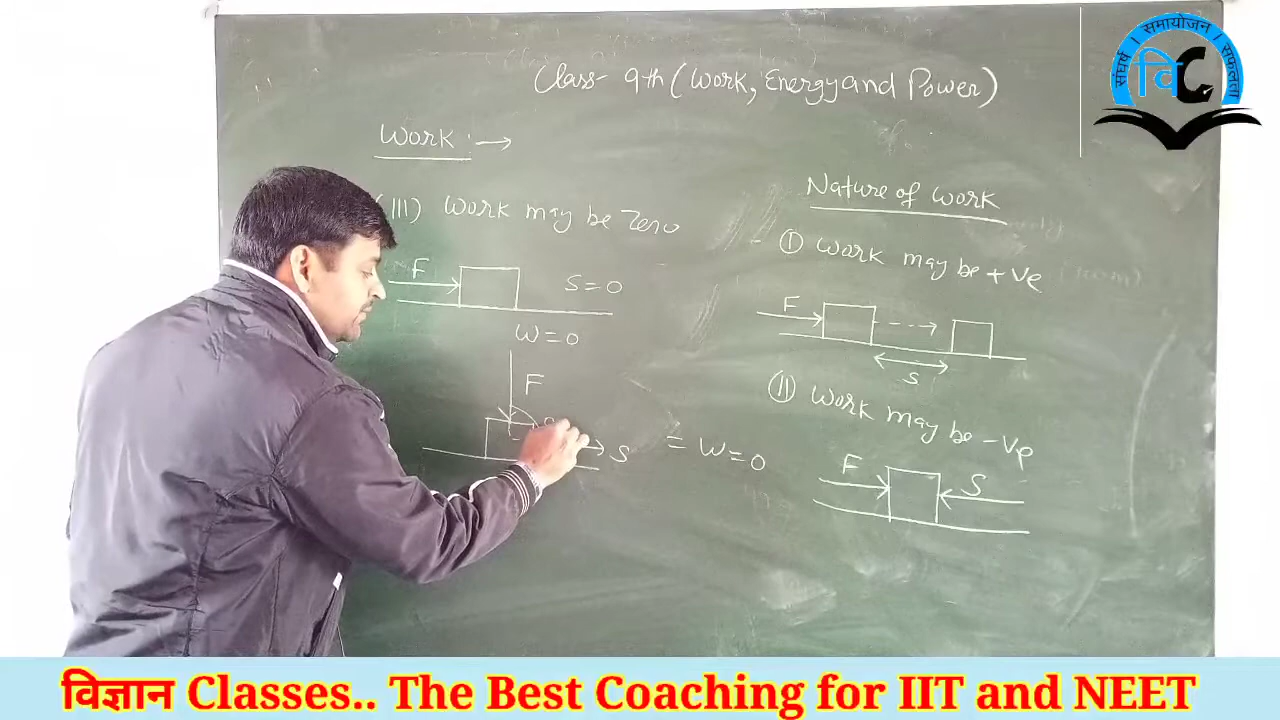 Class- 9th (Work, Energy and Power)
Work :→
(III) Work may be Zero
F
S=0
W=0
F
S
= W=0
Nature of work
(I) Work may be +ve
F
S
(II) Work may be -Ve
F
S
संघर्ष । समायोजन । सफलता
वि C
विज्ञान Classes.. The Best Coaching for IIT and NEET